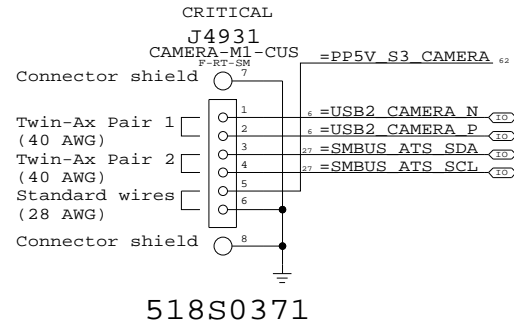 CRITICAL
J4931
CAMERA-M1-CUS
F-RT-SM
=PP5V_S3_CAMERA 62
Connector shield 7
Twin-Ax Pair 1
(40 AWG)
1 6 =USB2_CAMERA_N IO
2 6 =USB2_CAMERA_P IO
Twin-Ax Pair 2
(40 AWG)
3 27 =SMBUS_ATS_SDA IO
4 27 =SMBUS_ATS_SCL IO
Standard wires
(28 AWG)
5
6
Connector shield 8
518S0371